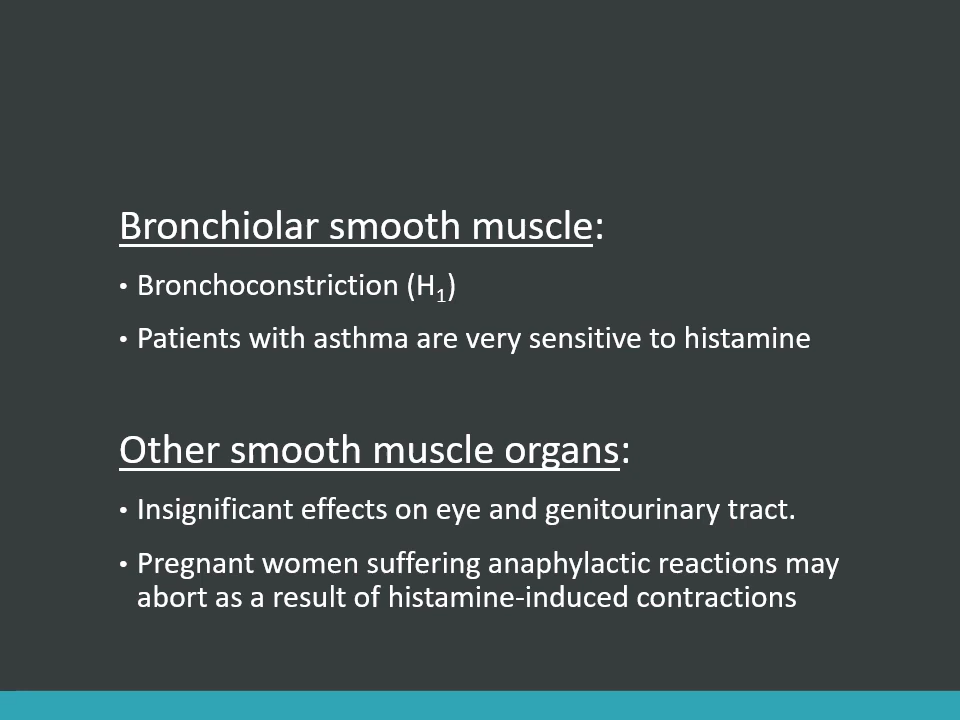 Bronchiolar smooth muscle:
• Bronchoconstriction (H₁)
• Patients with asthma are very sensitive to histamine
Other smooth muscle organs:
• Insignificant effects on eye and genitourinary tract.
• Pregnant women suffering anaphylactic reactions may
abort as a result of histamine-induced contractions